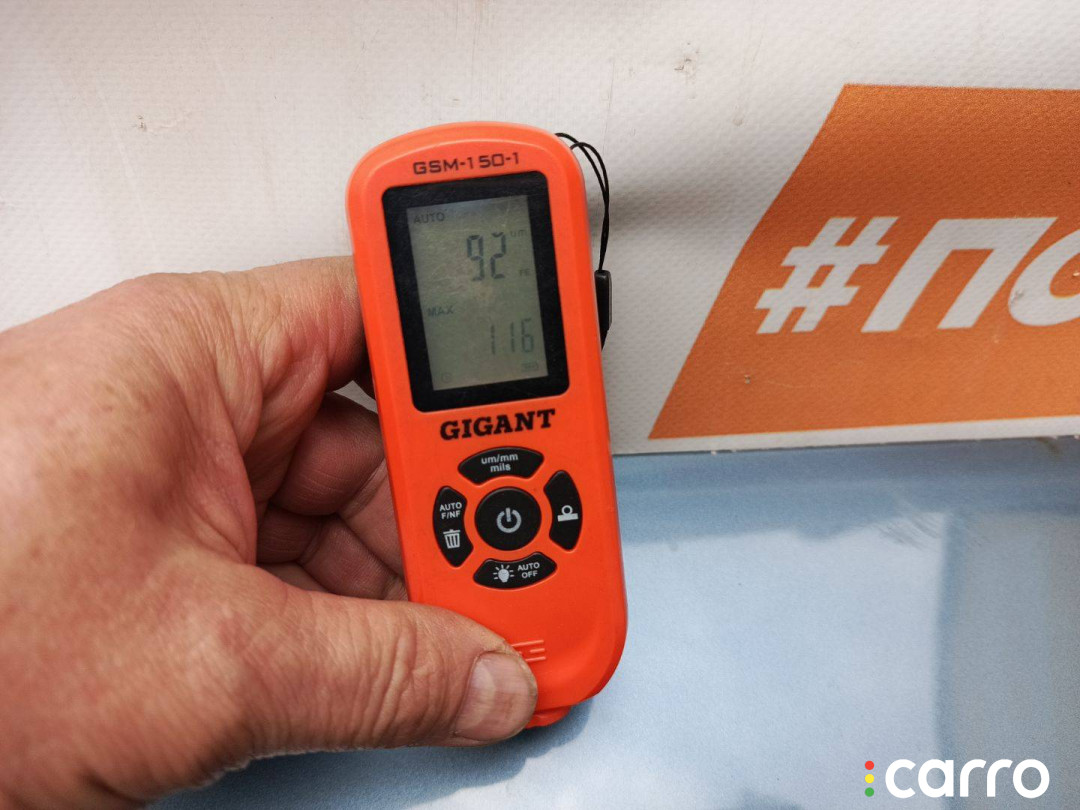 GSM-150-1
AUTO
92 um
Fe
MAX
116
GIGANT
um/mm
mils
AUTO
F/NF
AUTO
OFF
#ПО
carro